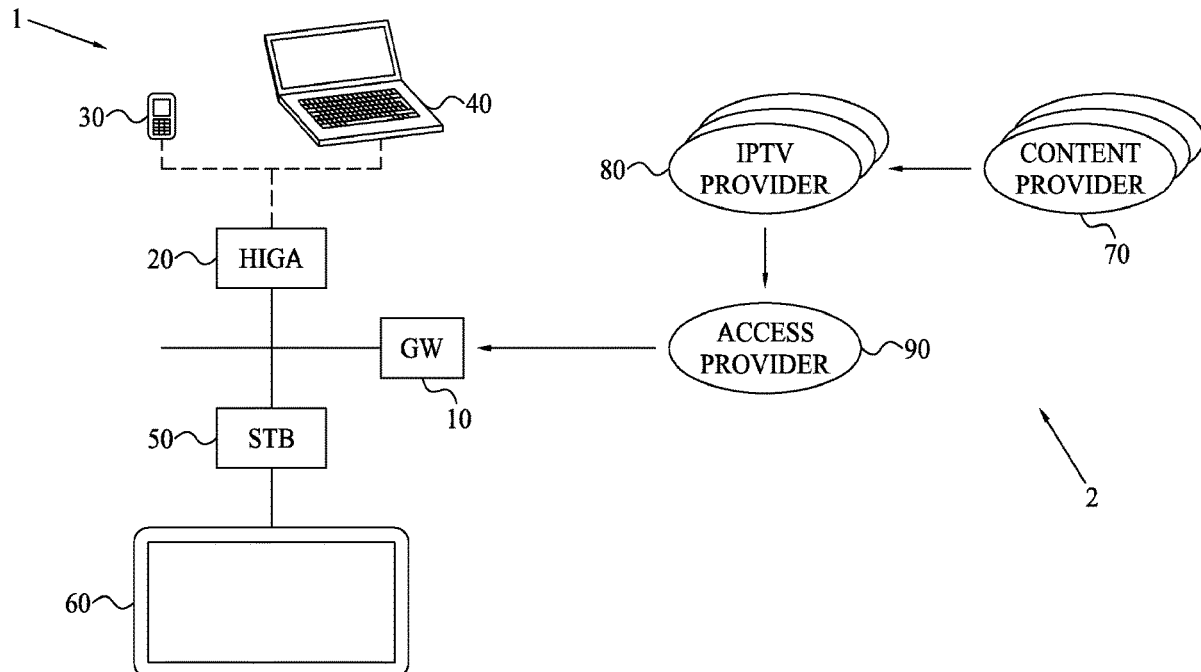 1
30
40
80
IPTV
PROVIDER
CONTENT
PROVIDER
70
20
HIGA
GW
10
ACCESS
PROVIDER
90
50
STB
2
60